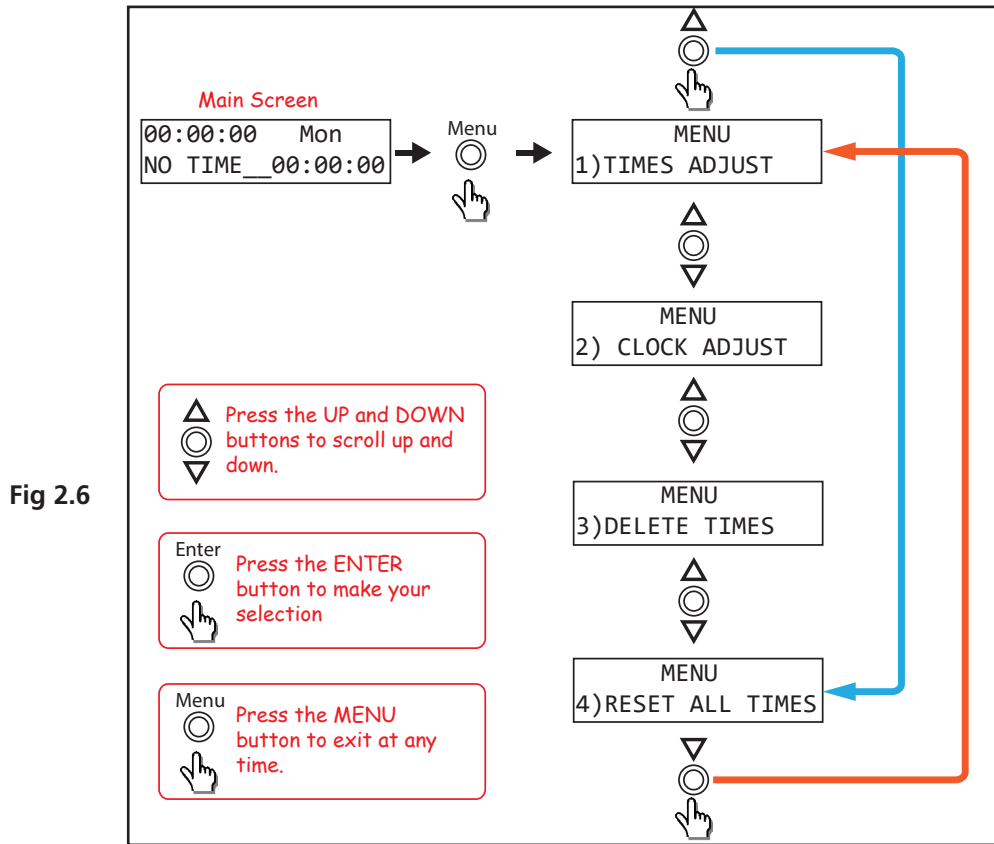 Main Screen
00:00:00 Mon
NO TIME__00:00:00
Menu
MENU
1)TIMES ADJUST
MENU
2) CLOCK ADJUST
MENU
3)DELETE TIMES
MENU
4)RESET ALL TIMES
Press the UP and DOWN
buttons to scroll up and
down.
Fig 2.6
Enter
Press the ENTER
button to make your
selection
Menu
Press the MENU
button to exit at any
time.